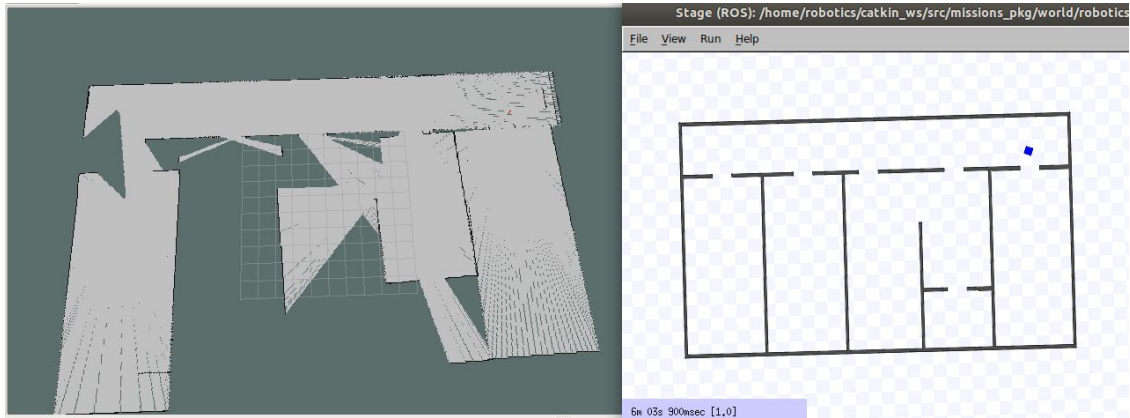 Stage (ROS): /home/robotics/catkin_ws/src/missions_pkg/world/robotics
File View Run Help
6m 03s 900msec [1.0]